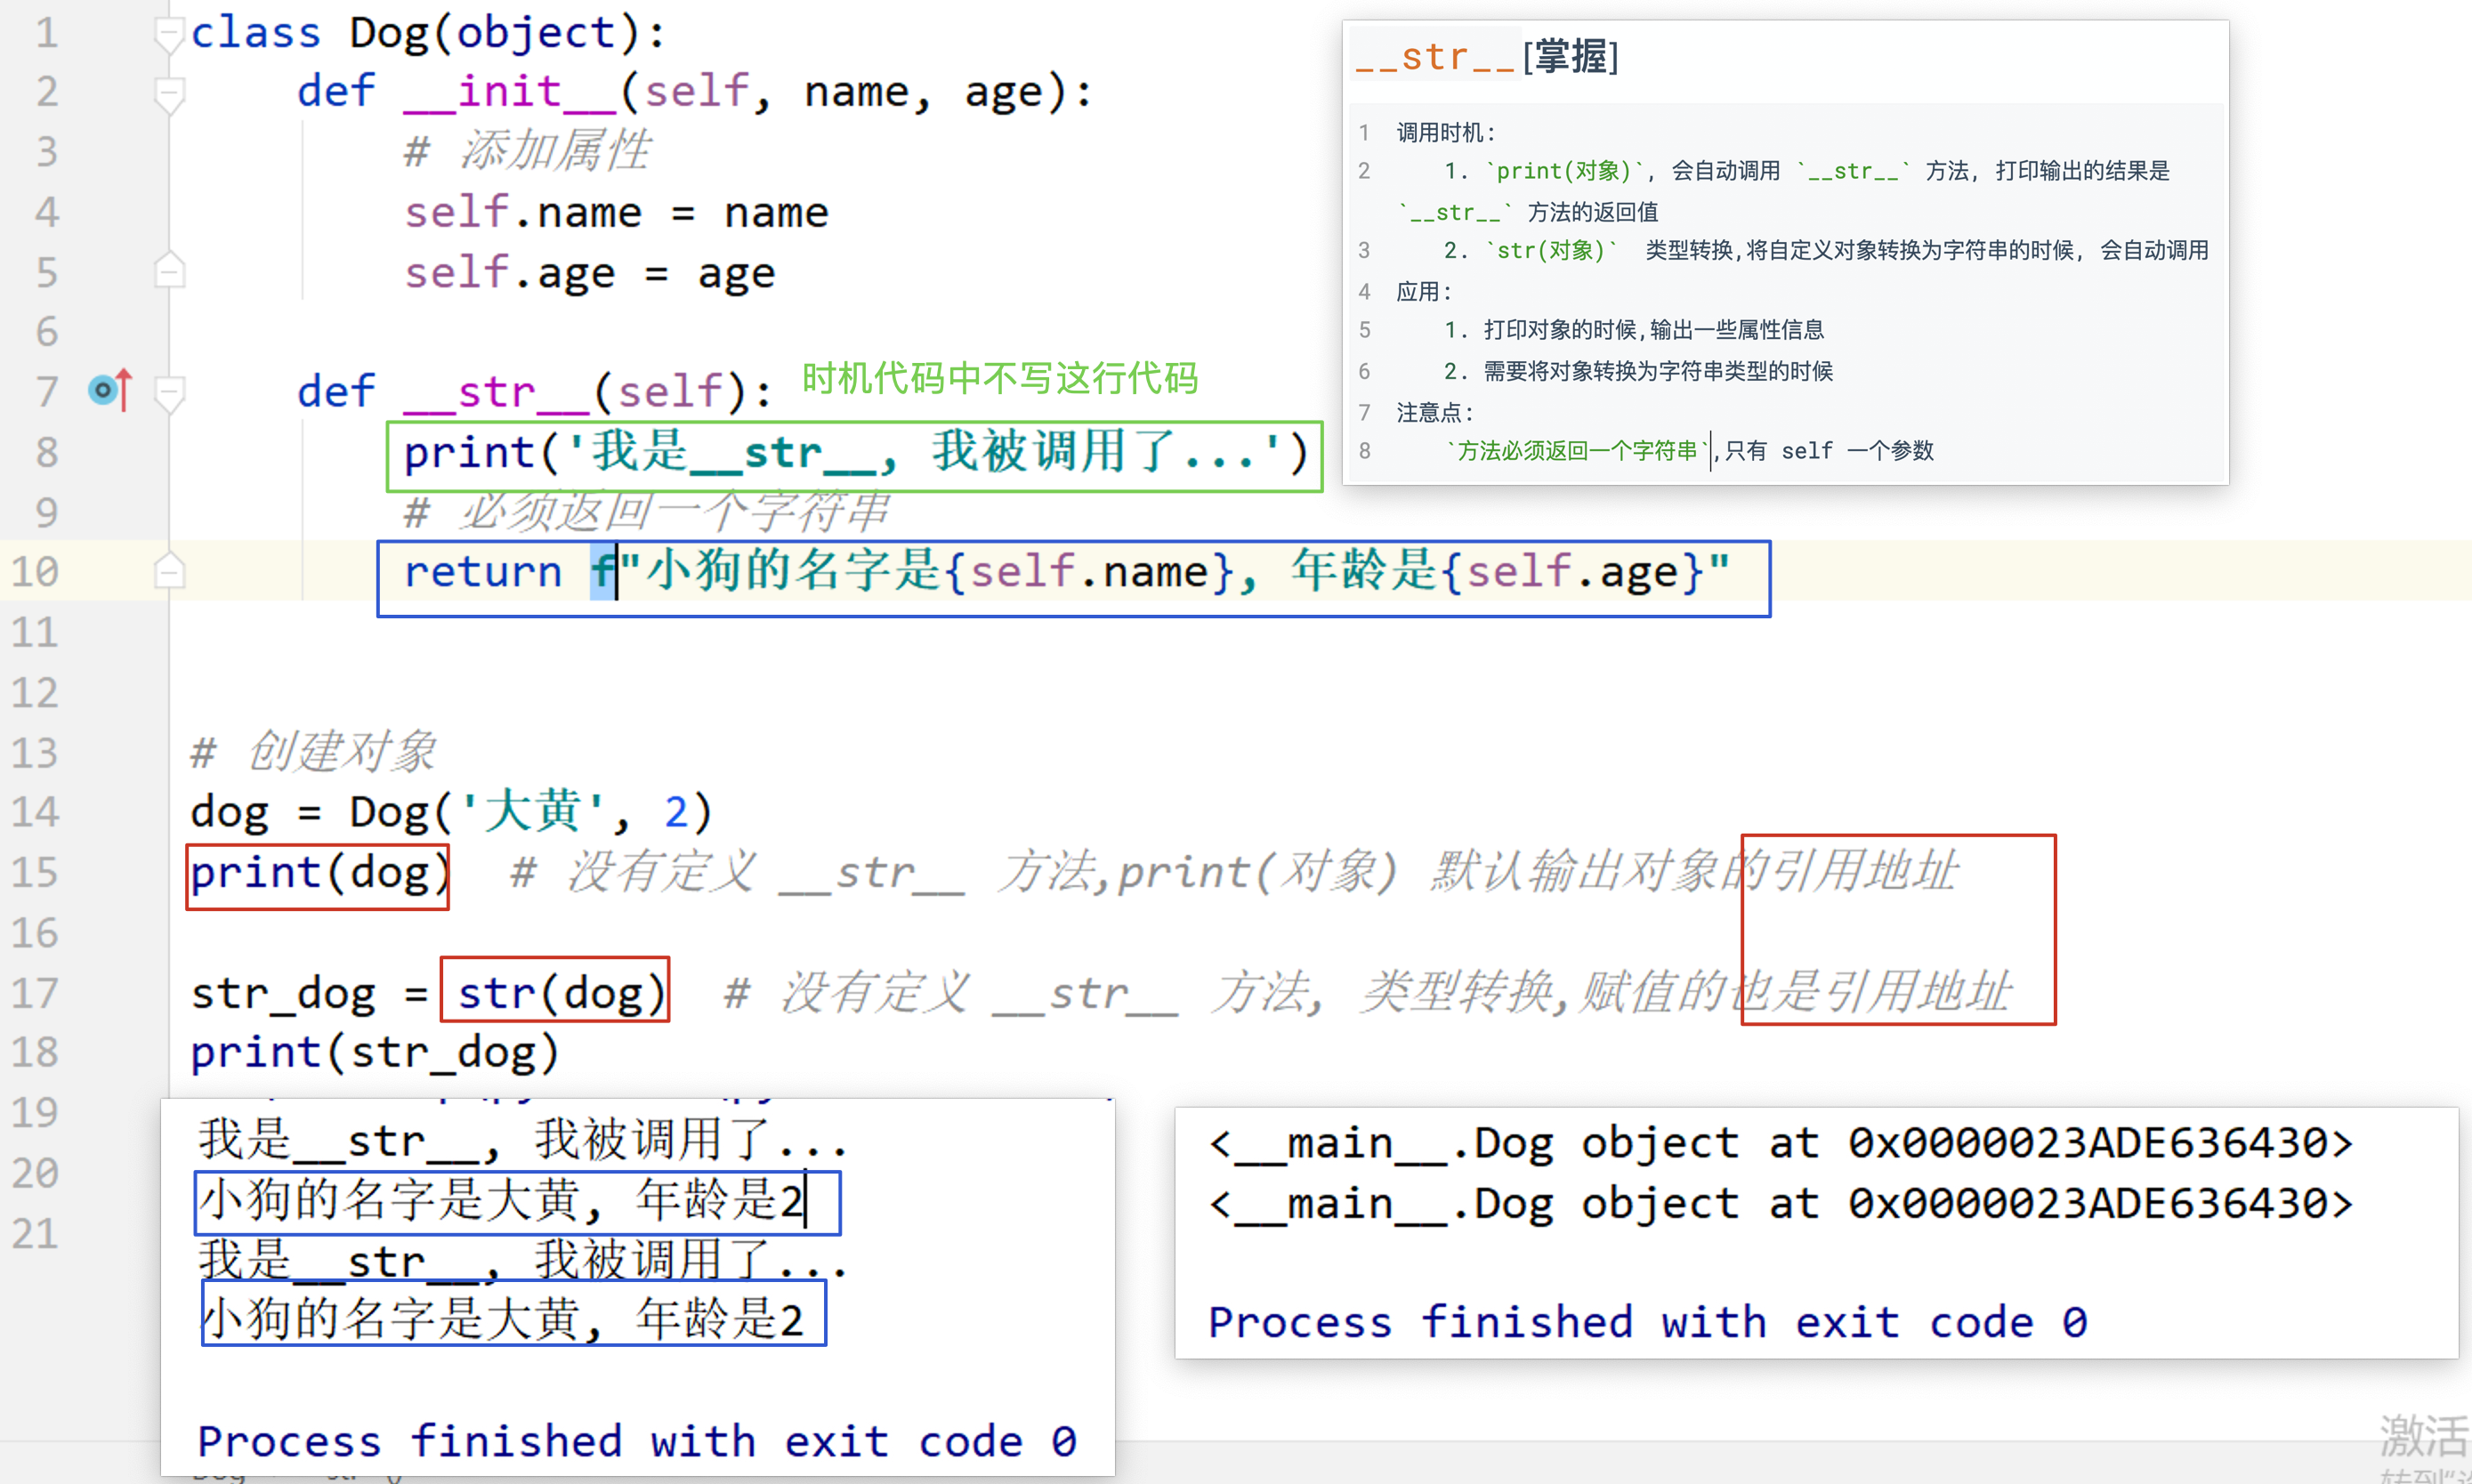 1 class Dog(object):
2 def __init__(self, name, age):
3 # 添加属性
4 self.name = name
5 self.age = age
6
7 def __str__(self): 时机代码中不写这行代码
8 print('我是__str__, 我被调用了...')
9 # 必须返回一个字符串
10 return f"小狗的名字是{self.name}, 年龄是{self.age}"
11
12
13 # 创建对象
14 dog = Dog('大黄', 2)
15 print(dog) # 没有定义 __str__ 方法,print(对象) 默认输出对象的引用地址
16
17 str_dog = str(dog) # 没有定义 __str__ 方法, 类型转换,赋值的也是引用地址
18 print(str_dog)
19
20
21
__str__[掌握]
1 调用时机:
2 1. `print(对象)`, 会自动调用 `__str__` 方法, 打印输出的结果是
`__str__` 方法的返回值
3 2. `str(对象)` 类型转换,将自定义对象转换为字符串的时候, 会自动调用
4 应用:
5 1. 打印对象的时候,输出一些属性信息
6 2. 需要将对象转换为字符串类型的时候
7 注意点:
8 `方法必须返回一个字符串`,只有 self 一个参数
我是__str__, 我被调用了...
小狗的名字是大黄, 年龄是2
我是__str__, 我被调用了...
小狗的名字是大黄, 年龄是2
Process finished with exit code 0
<__main__.Dog object at 0x0000023ADE636430>
<__main__.Dog object at 0x0000023ADE636430>
Process finished with exit code 0
激活